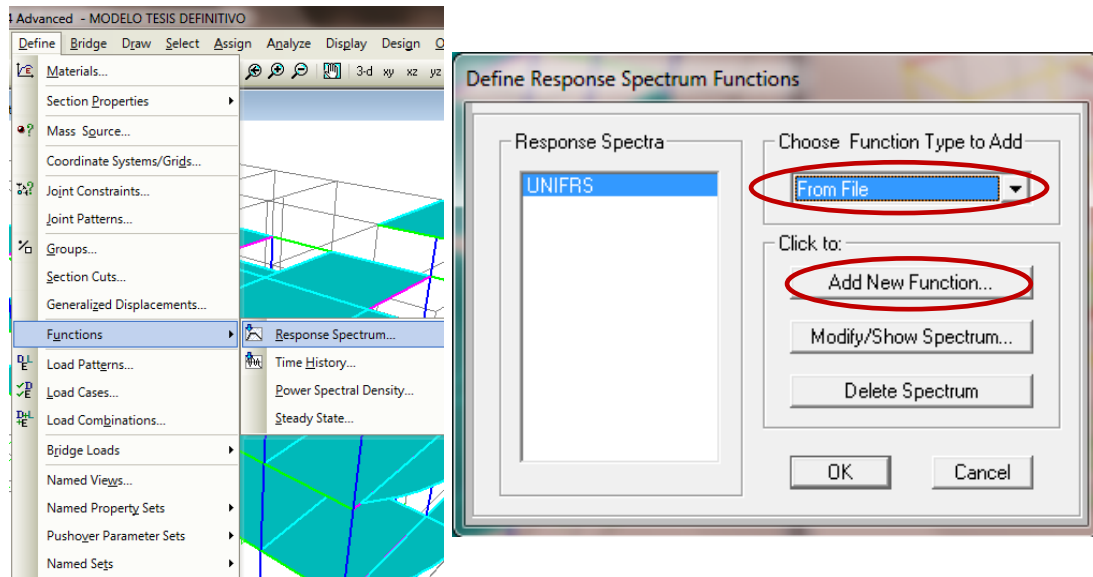 4 Advanced - MODELO TESIS DEFINITIVO
Define Bridge Draw Select Assign Analyze Display Design O
3-d xy xz yz
Materials...
Section Properties
Mass Source...
Coordinate Systems/Grids...
Joint Constraints...
Joint Patterns...
Groups...
Section Cuts...
Generalized Displacements...
Functions
Load Patterns...
Load Cases...
Load Combinations...
Bridge Loads
Named Views...
Named Property Sets
Pushover Parameter Sets
Named Sets
Response Spectrum...
Time History...
Power Spectral Density...
Steady State...
Define Response Spectrum Functions
Response Spectra
UNIFRS
Choose Function Type to Add
From File
Click to:
Add New Function...
Modify/Show Spectrum...
Delete Spectrum
OK Cancel